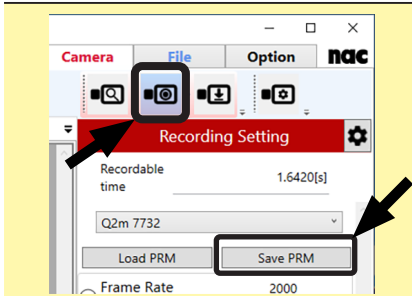 Camera File Option nac
Recording Setting
Recordable
time
1.6420[s]
Q2m 7732
Load PRM Save PRM
Frame Rate 2000